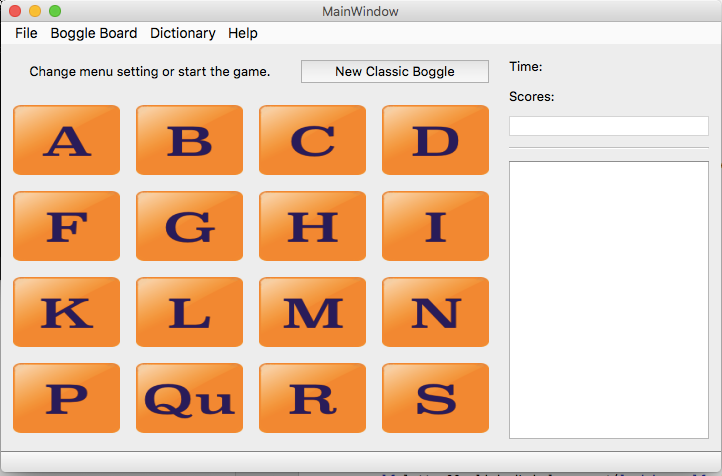 MainWindow
File Boggle Board Dictionary Help
Change menu setting or start the game. New Classic Boggle
Time:
Scores:
A B C D
F G H I
K L M N
P Qu R S